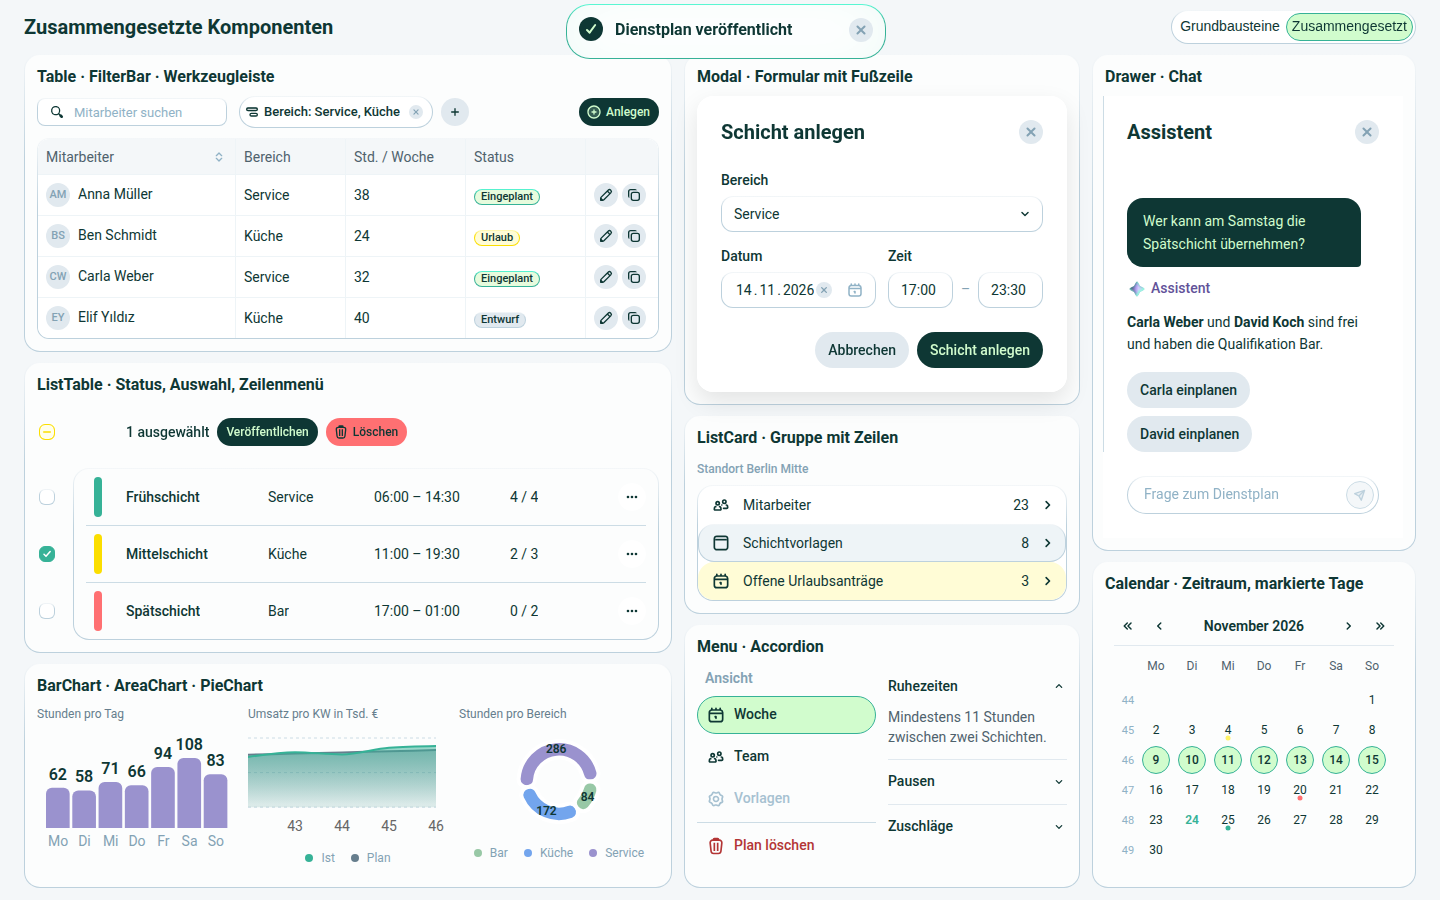 Zusammengesetzte Komponenten
Dienstplan veröffentlicht
Grundbausteine Zusammengesetzt
Table · FilterBar · Werkzeugleiste
Mitarbeiter suchen
Bereich: Service, Küche
Anlegen
Mitarbeiter Bereich Std. / Woche Status
AM Anna Müller Service 38 Eingeplant
BS Ben Schmidt Küche 24 Urlaub
CW Carla Weber Service 32 Eingeplant
EY Elif Yıldız Küche 40 Entwurf
ListTable · Status, Auswahl, Zeilenmenü
1 ausgewählt Veröffentlichen Löschen
Frühschicht Service 06:00 – 14:30 4 / 4
Mittelschicht Küche 11:00 – 19:30 2 / 3
Spätschicht Bar 17:00 – 01:00 0 / 2
BarChart · AreaChart · PieChart
Stunden pro Tag
62 58 71 66 94 108 83
Mo Di Mi Do Fr Sa So
Umsatz pro KW in Tsd. €
43 44 45 46
Ist Plan
Stunden pro Bereich
286
84
172
Bar Küche Service
Modal · Formular mit Fußzeile
Schicht anlegen
Bereich
Service
Datum Zeit
14.11.2026 17:00 – 23:30
Abbrechen Schicht anlegen
ListCard · Gruppe mit Zeilen
Standort Berlin Mitte
Mitarbeiter 23
Schichtvorlagen 8
Offene Urlaubsanträge 3
Menu · Accordion
Ansicht
Woche
Team
Vorlagen
Plan löschen
Ruhezeiten
Mindestens 11 Stunden
zwischen zwei Schichten.
Pausen
Zuschläge
Drawer · Chat
Assistent
Wer kann am Samstag die
Spätschicht übernehmen?
Assistent
Carla Weber und David Koch sind frei
und haben die Qualifikation Bar.
Carla einplanen
David einplanen
Frage zum Dienstplan
Calendar · Zeitraum, markierte Tage
November 2026
Mo Di Mi Do Fr Sa So
44 1
45 2 3 4 5 6 7 8
46 9 10 11 12 13 14 15
47 16 17 18 19 20 21 22
48 23 24 25 26 27 28 29
49 30